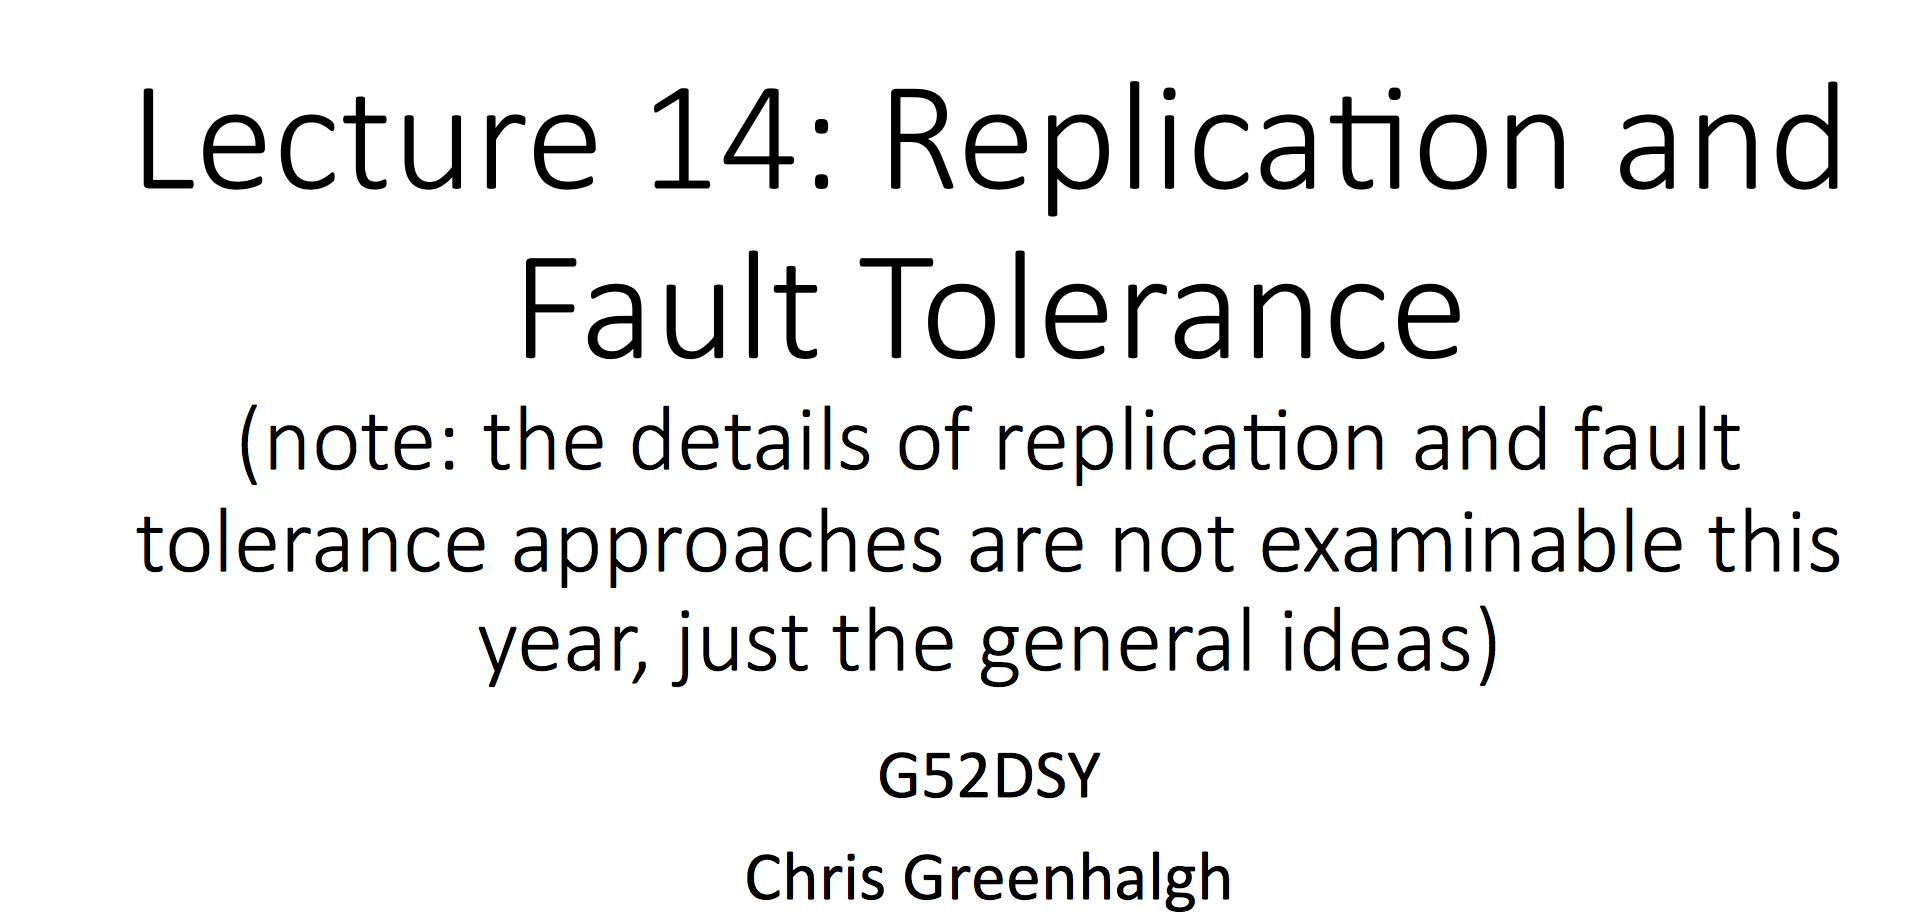 Lecture 14: Replication and
Fault Tolerance
(note: the details of replication and fault
tolerance approaches are not examinable this
year, just the general ideas)
G52DSY
Chris Greenhalgh